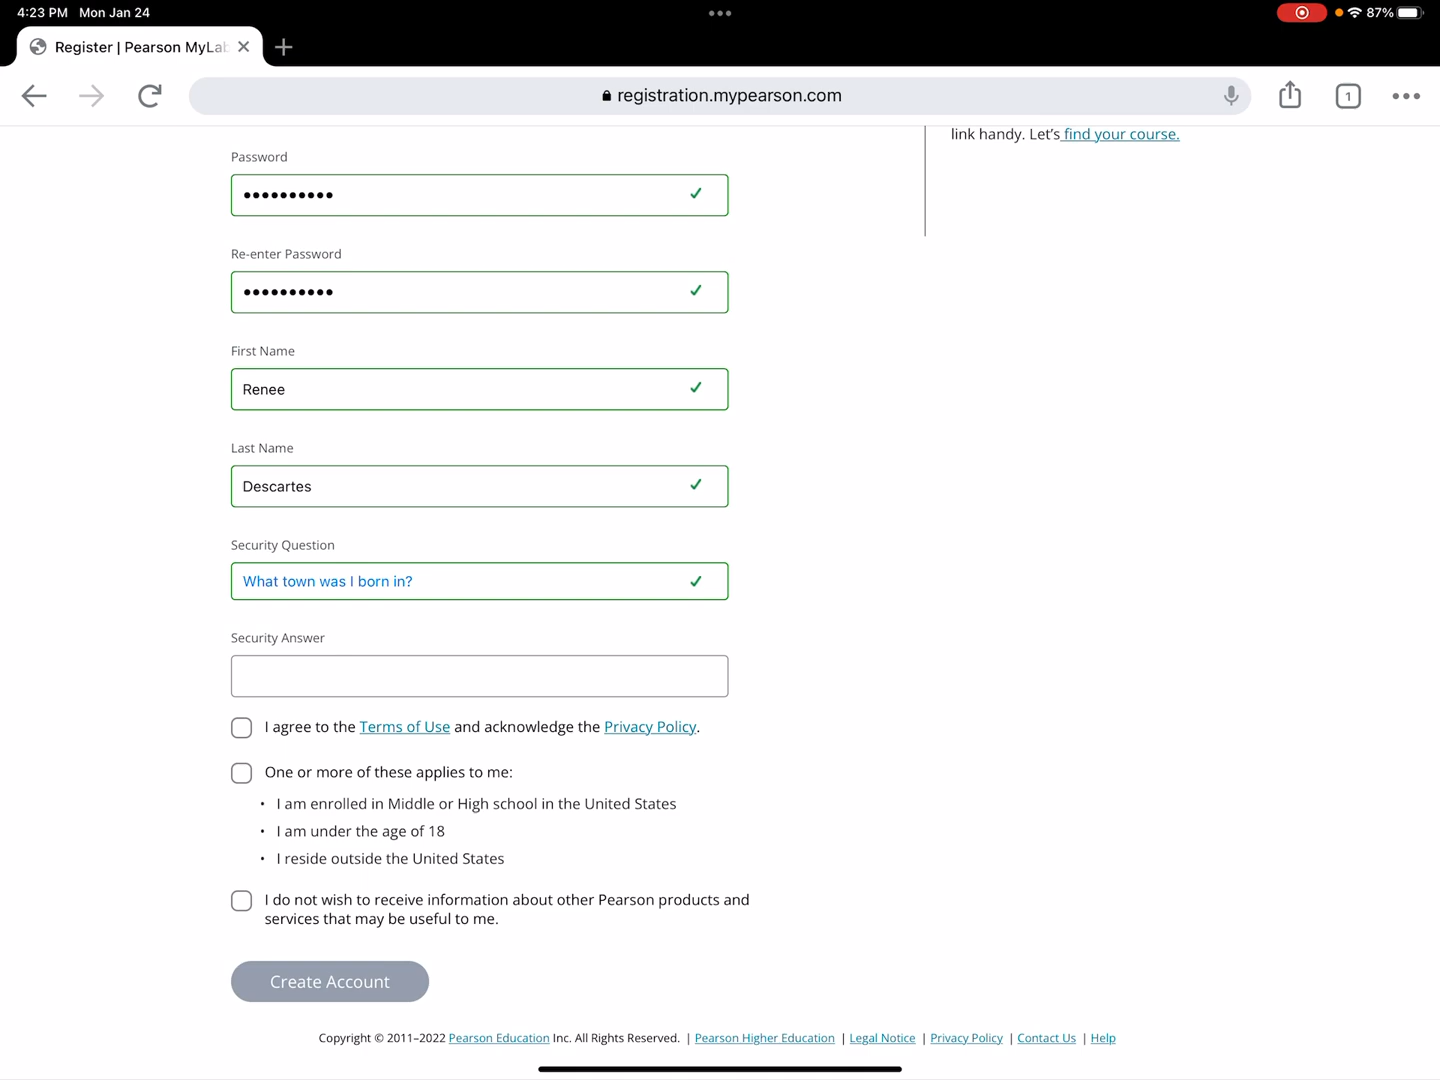 4:23 PM Mon Jan 24
87%
Register | Pearson MyLab
registration.mypearson.com
1
link handy. Let's find your course.
Password
••••••••••
Re-enter Password
••••••••••
First Name
Renee
Last Name
Descartes
Security Question
What town was I born in?
Security Answer
I agree to the Terms of Use and acknowledge the Privacy Policy.
One or more of these applies to me:
• I am enrolled in Middle or High school in the United States
• I am under the age of 18
• I reside outside the United States
I do not wish to receive information about other Pearson products and
services that may be useful to me.
Create Account
Copyright © 2011–2022 Pearson Education Inc. All Rights Reserved. | Pearson Higher Education | Legal Notice | Privacy Policy | Contact Us | Help